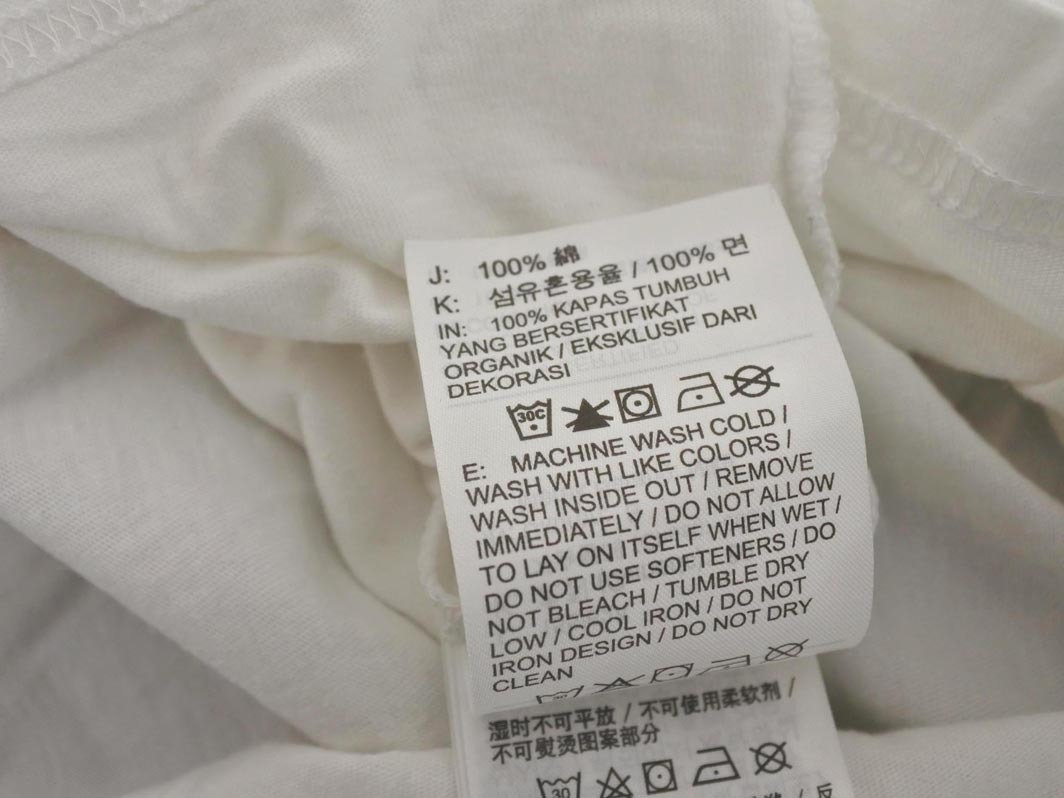 J: 100% 綿
K: 섬유혼용율 / 100% 면
IN: 100% KAPAS TUMBUH
YANG BERSERTIFIKAT
ORGANIK / EKSKLUSIF DARI
DEKORASI
30C
E: MACHINE WASH COLD /
WASH WITH LIKE COLORS /
WASH INSIDE OUT / REMOVE
IMMEDIATELY / DO NOT ALLOW
TO LAY ON ITSELF WHEN WET /
DO NOT USE SOFTENERS / DO
NOT BLEACH / TUMBLE DRY
LOW / COOL IRON / DO NOT
IRON DESIGN / DO NOT DRY
CLEAN
湿时不可平放 / 不可使用柔软剂 /
不可熨烫图案部分
30